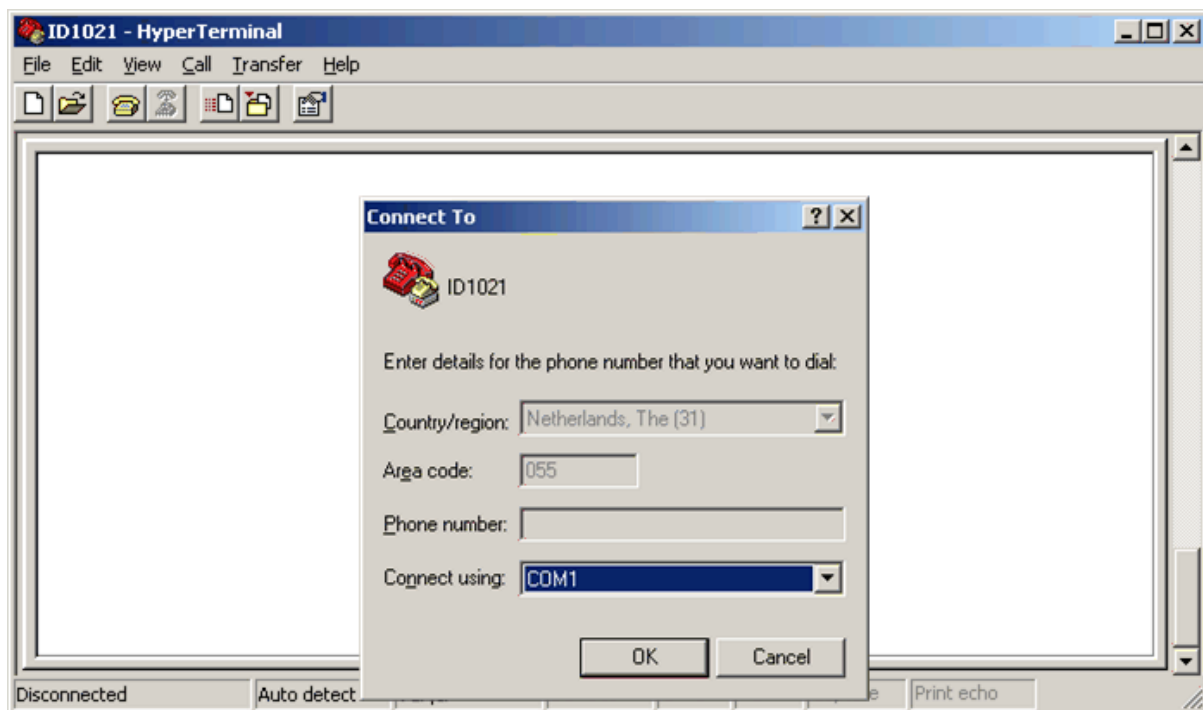 ID1021 - HyperTerminal
File Edit View Call Transfer Help
Connect To
ID1021
Enter details for the phone number that you want to dial:
Country/region: Netherlands, The (31)
Area code: 055
Phone number:
Connect using: COM1
OK Cancel
Disconnected Auto detect Print echo